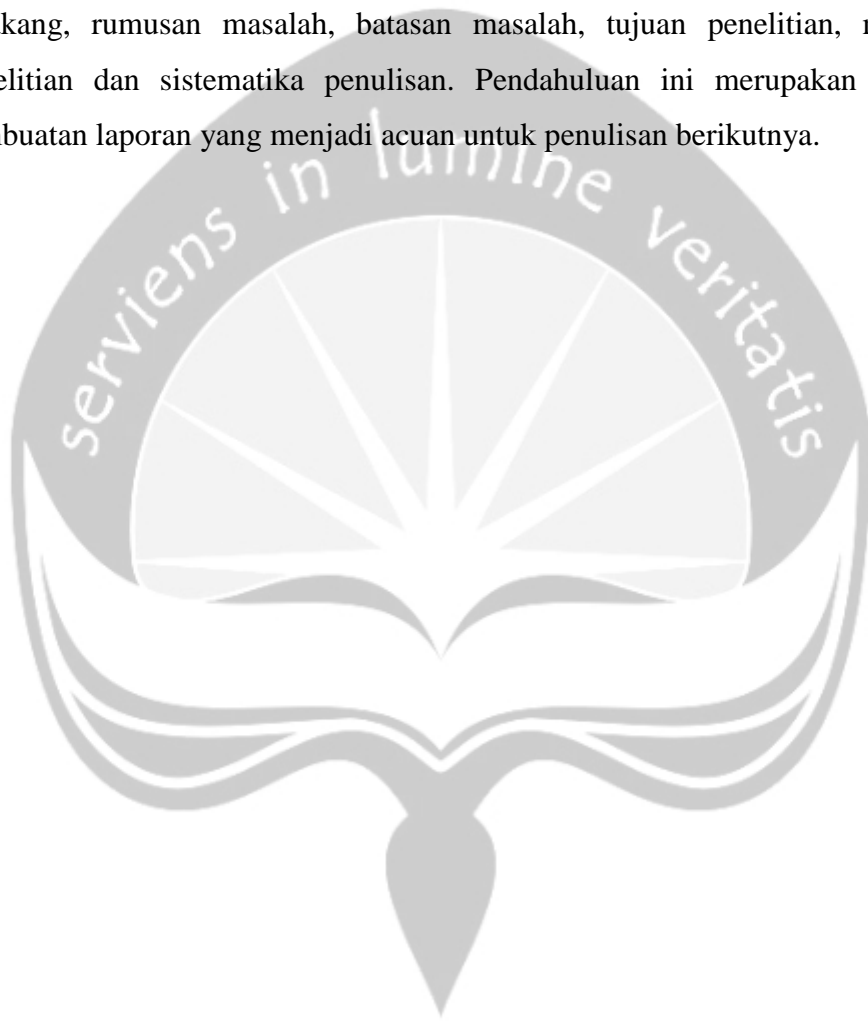 akang, rumusan masalah, batasan masalah, tujuan penelitian,
elitian dan sistematika penulisan. Pendahuluan ini merupakan
buatan laporan yang menjadi acuan untuk penulisan berikutnya.
serviens in lumine veritatis